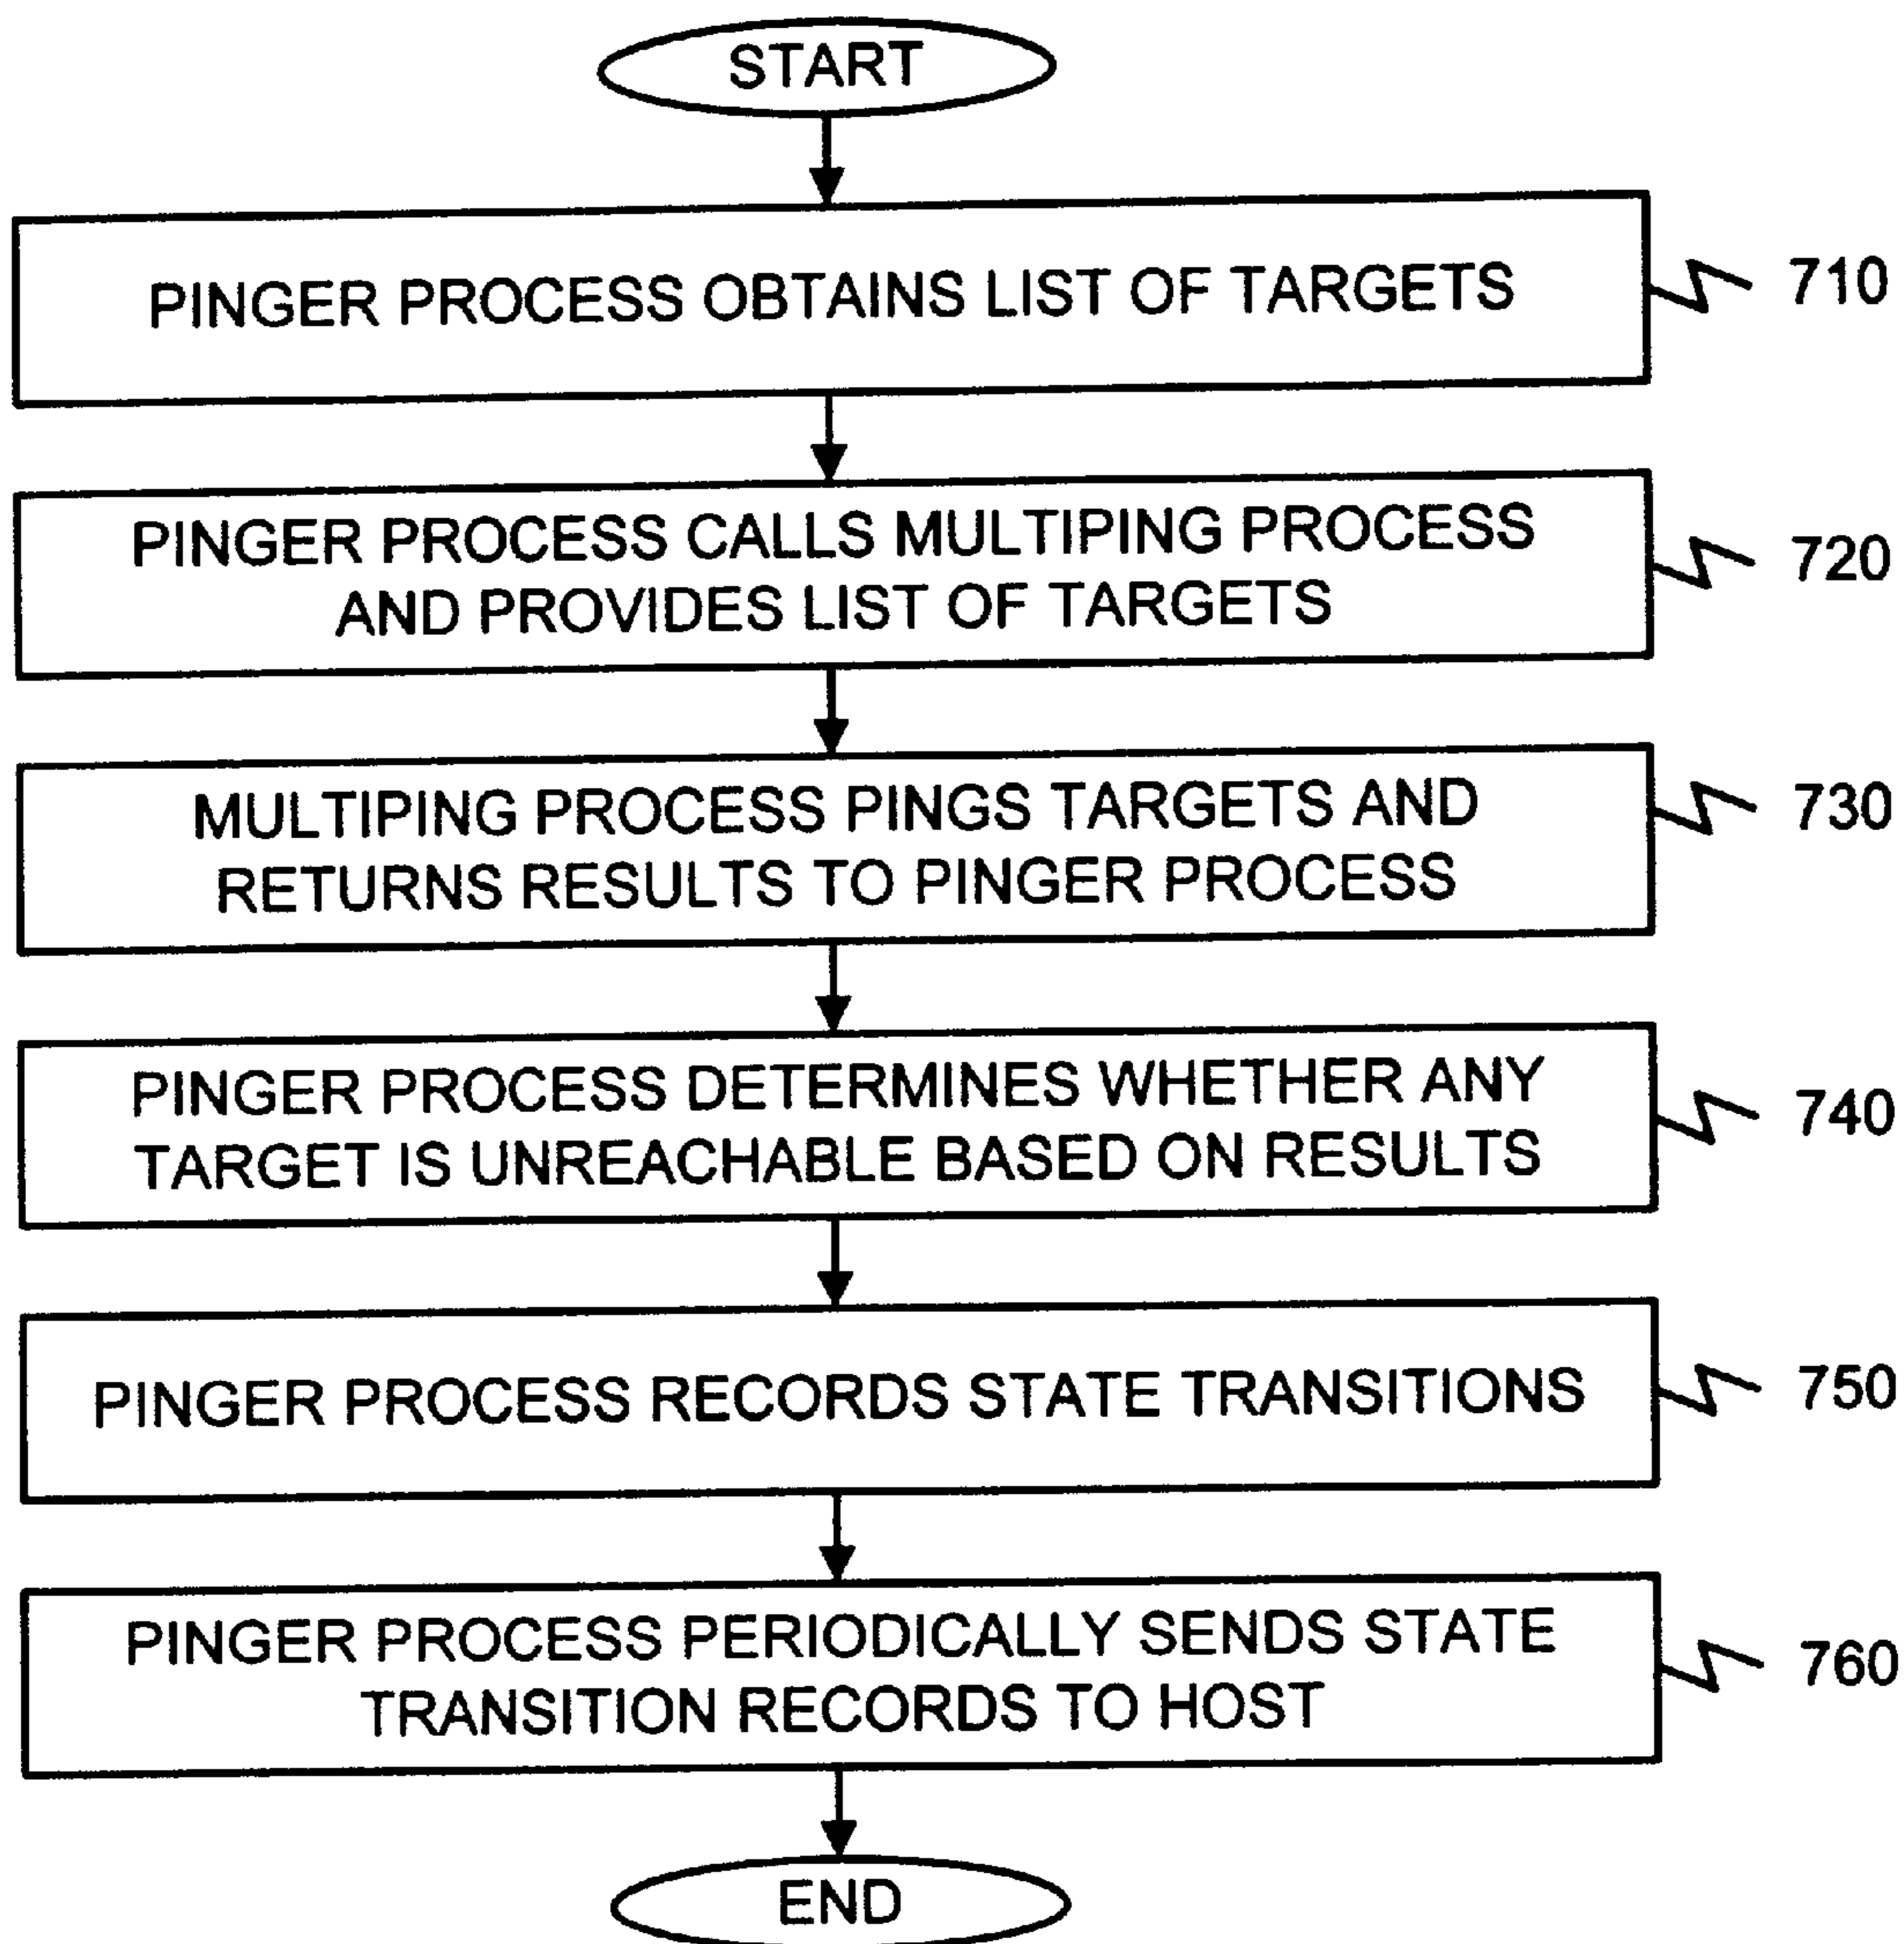 START
PINGER PROCESS OBTAINS LIST OF TARGETS
710
PINGER PROCESS CALLS MULTIPING PROCESS
AND PROVIDES LIST OF TARGETS
720
MULTIPING PROCESS PINGS TARGETS AND
RETURNS RESULTS TO PINGER PROCESS
730
PINGER PROCESS DETERMINES WHETHER ANY
TARGET IS UNREACHABLE BASED ON RESULTS
740
PINGER PROCESS RECORDS STATE TRANSITIONS
750
PINGER PROCESS PERIODICALLY SENDS STATE
TRANSITION RECORDS TO HOST
760
END